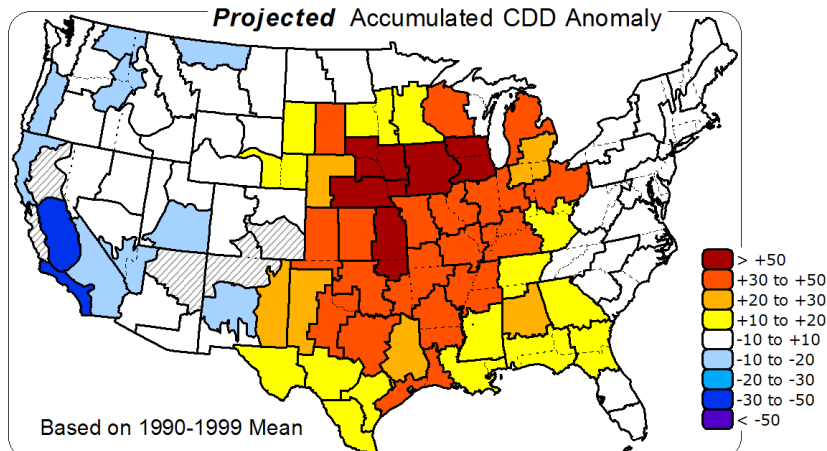 Projected Accumulated CDD Anomaly
> +50
+30 to +50
+20 to +30
+10 to +20
-10 to +10
-10 to -20
-20 to -30
-30 to -50
< -50
Based on 1990-1999 Mean